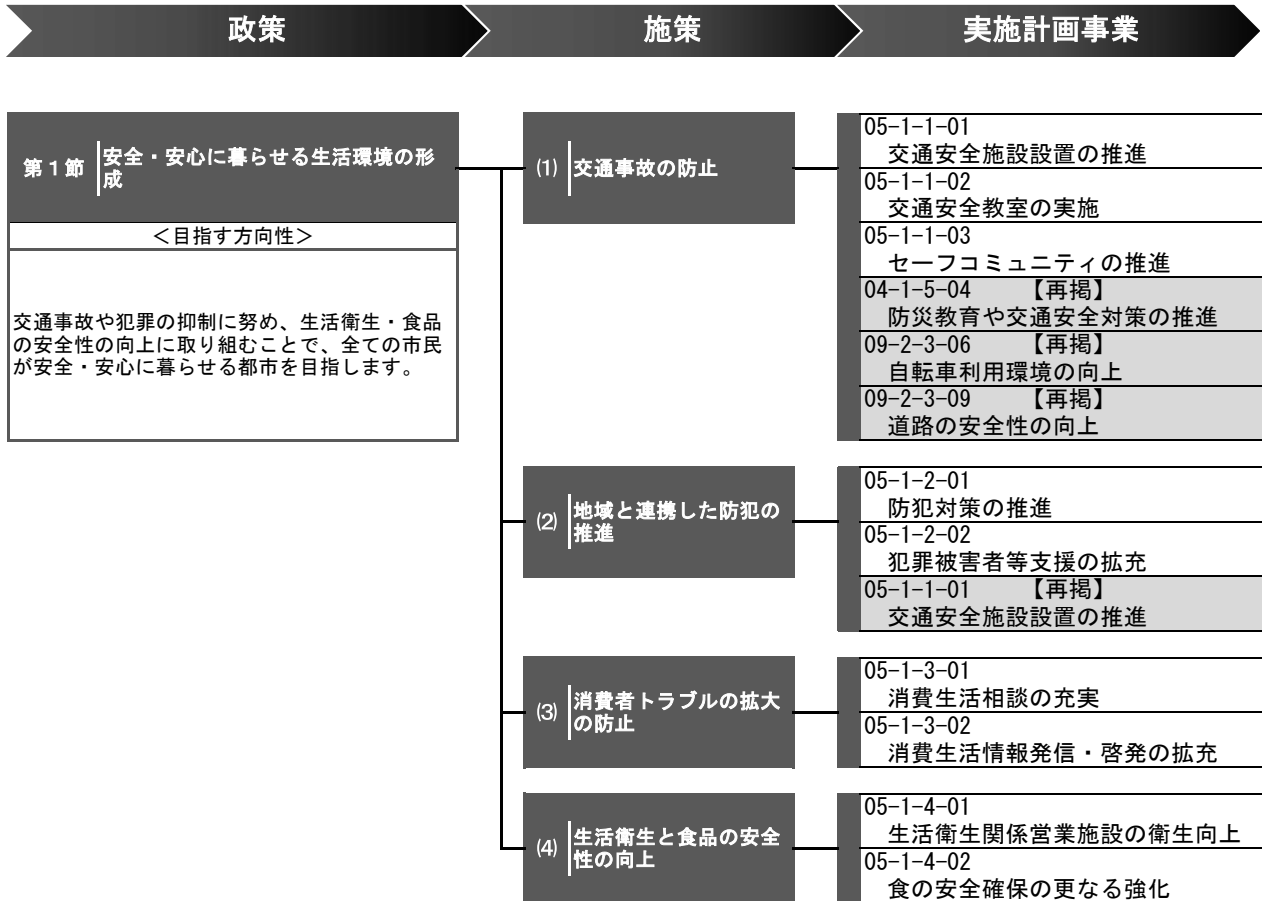 政策
施策
実施計画事業
第1節
安全・安心に暮らせる生活環境の形
成
<目指す方向性>
交通事故や犯罪の抑制に努め、生活衛生・食品
の安全性の向上に取り組むことで、全ての市民
が安全・安心に暮らせる都市を目指します。
⑴ 交通事故の防止
05-1-1-01
交通安全施設設置の推進
05-1-1-02
交通安全教室の実施
05-1-1-03
セーフコミュニティの推進
04-1-5-04 【再掲】
防災教育や交通安全対策の推進
09-2-3-06 【再掲】
自転車利用環境の向上
09-2-3-09 【再掲】
道路の安全性の向上
⑵ 地域と連携した防犯の
推進
05-1-2-01
防犯対策の推進
05-1-2-02
犯罪被害者等支援の拡充
05-1-1-01 【再掲】
交通安全施設設置の推進
⑶ 消費者トラブルの拡大
の防止
05-1-3-01
消費生活相談の充実
05-1-3-02
消費生活情報発信・啓発の拡充
⑷ 生活衛生と食品の安全
性の向上
05-1-4-01
生活衛生関係営業施設の衛生向上
05-1-4-02
食の安全確保の更なる強化